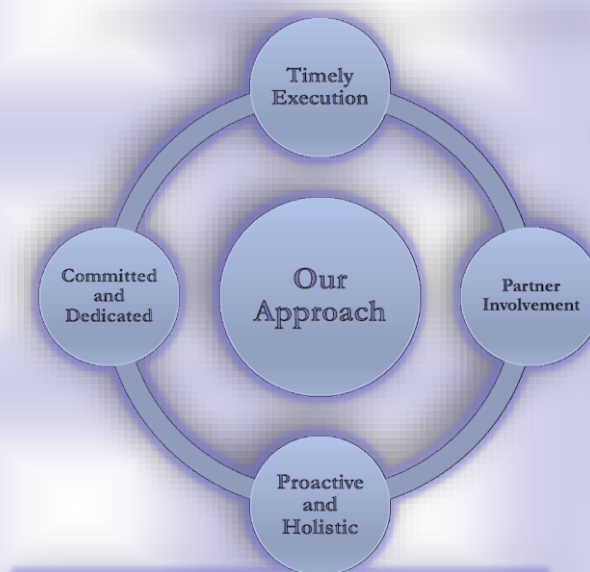 Timely
Execution
Committed
and
Dedicated
Our
Approach
Partner
Involvement
Proactive
and
Holistic